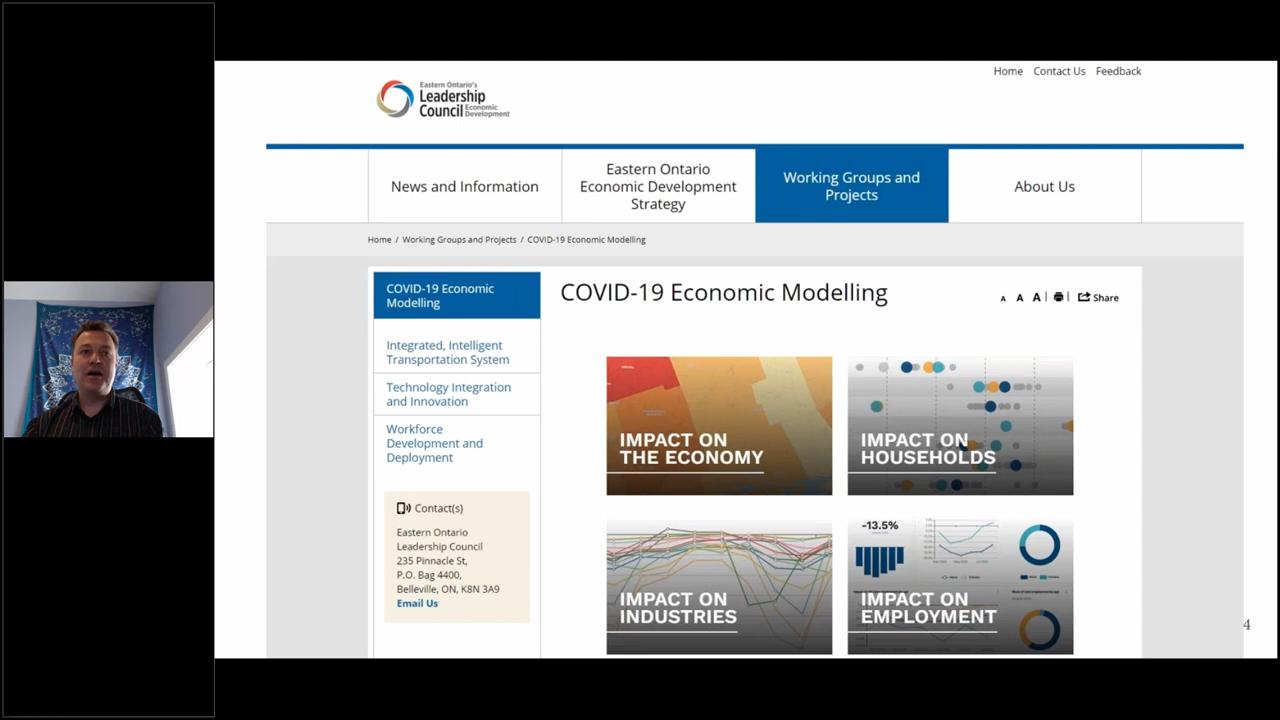 Home Contact Us Feedback
Eastern Ontario's
Leadership
Council Economic Development
News and Information
Eastern Ontario
Economic Development
Strategy
Working Groups and
Projects
About Us
Home / Working Groups and Projects / COVID-19 Economic Modelling
COVID-19 Economic
Modelling
Integrated, Intelligent
Transportation System
Technology Integration
and Innovation
Workforce
Development and
Deployment
Contact(s)
Eastern Ontario
Leadership Council
235 Pinnacle St,
P.O. Bag 4400,
Belleville, ON, K8N 3A9
Email Us
COVID-19 Economic Modelling
A A A Share
IMPACT ON
THE ECONOMY
IMPACT ON
HOUSEHOLDS
IMPACT ON
INDUSTRIES
-13.5%
IMPACT ON
EMPLOYMENT
4